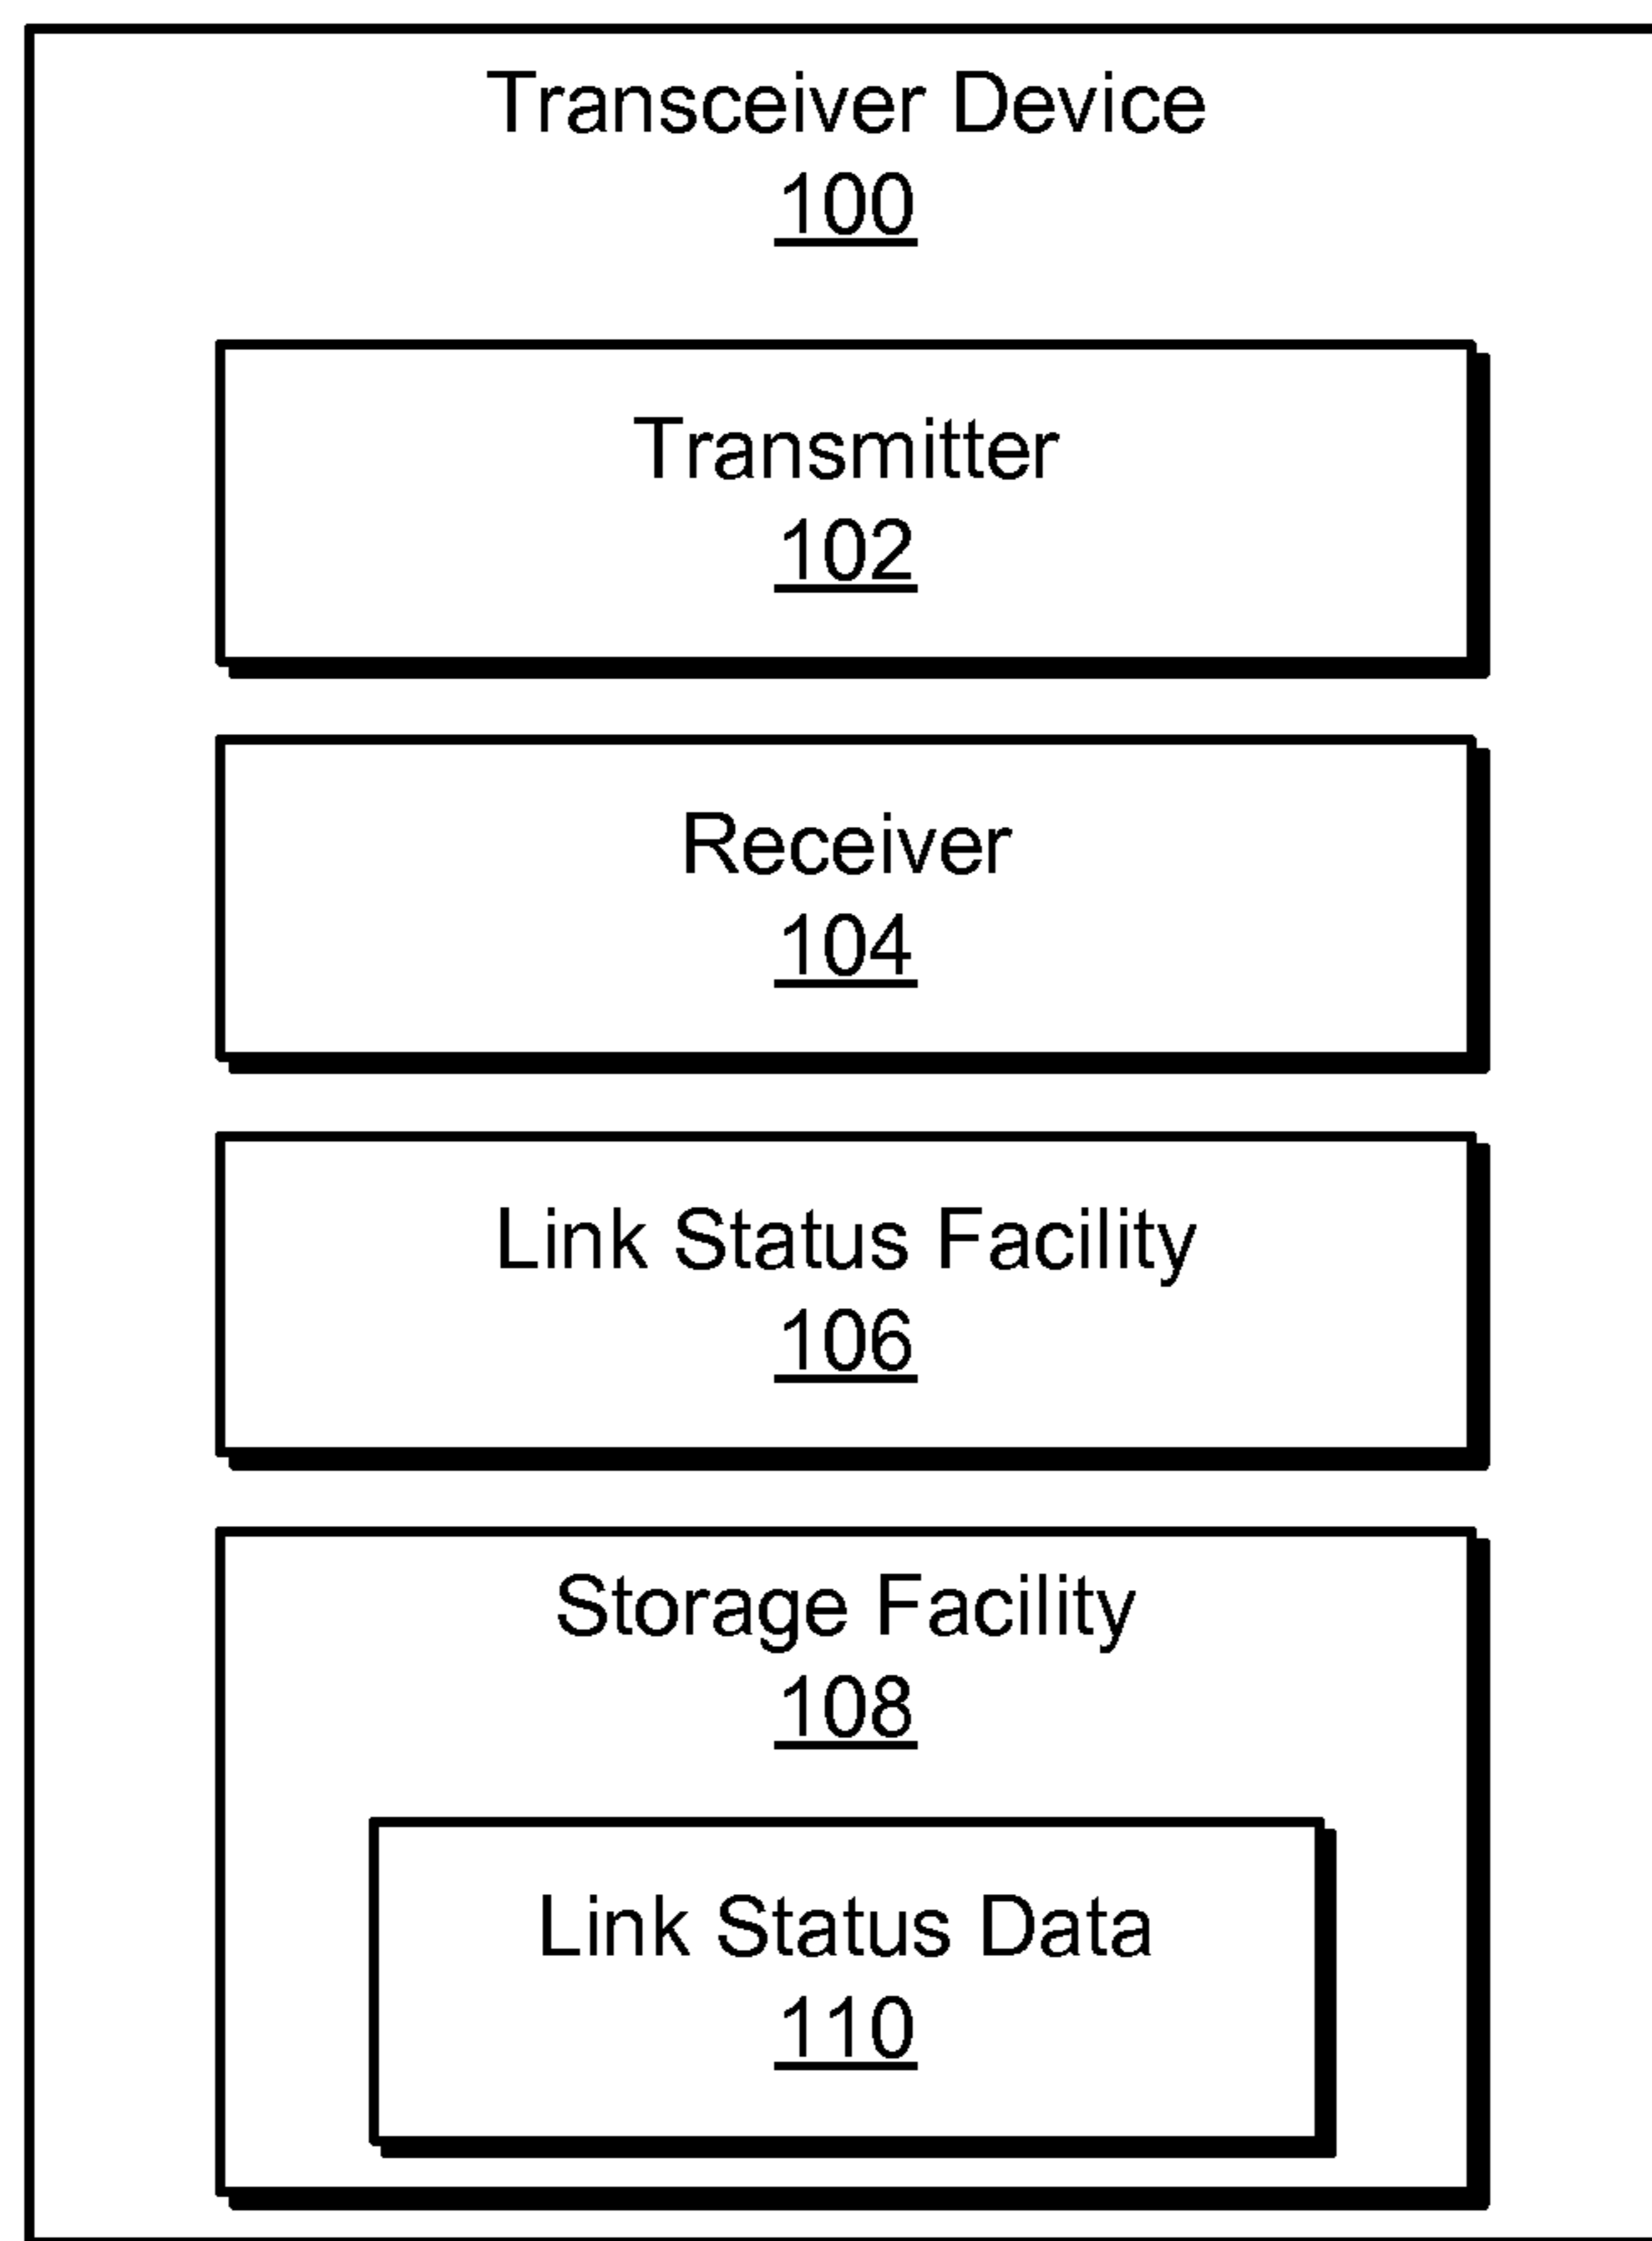 Transceiver Device
100
Transmitter
102
Receiver
104
Link Status Facility
106
Storage Facility
108
Link Status Data
110